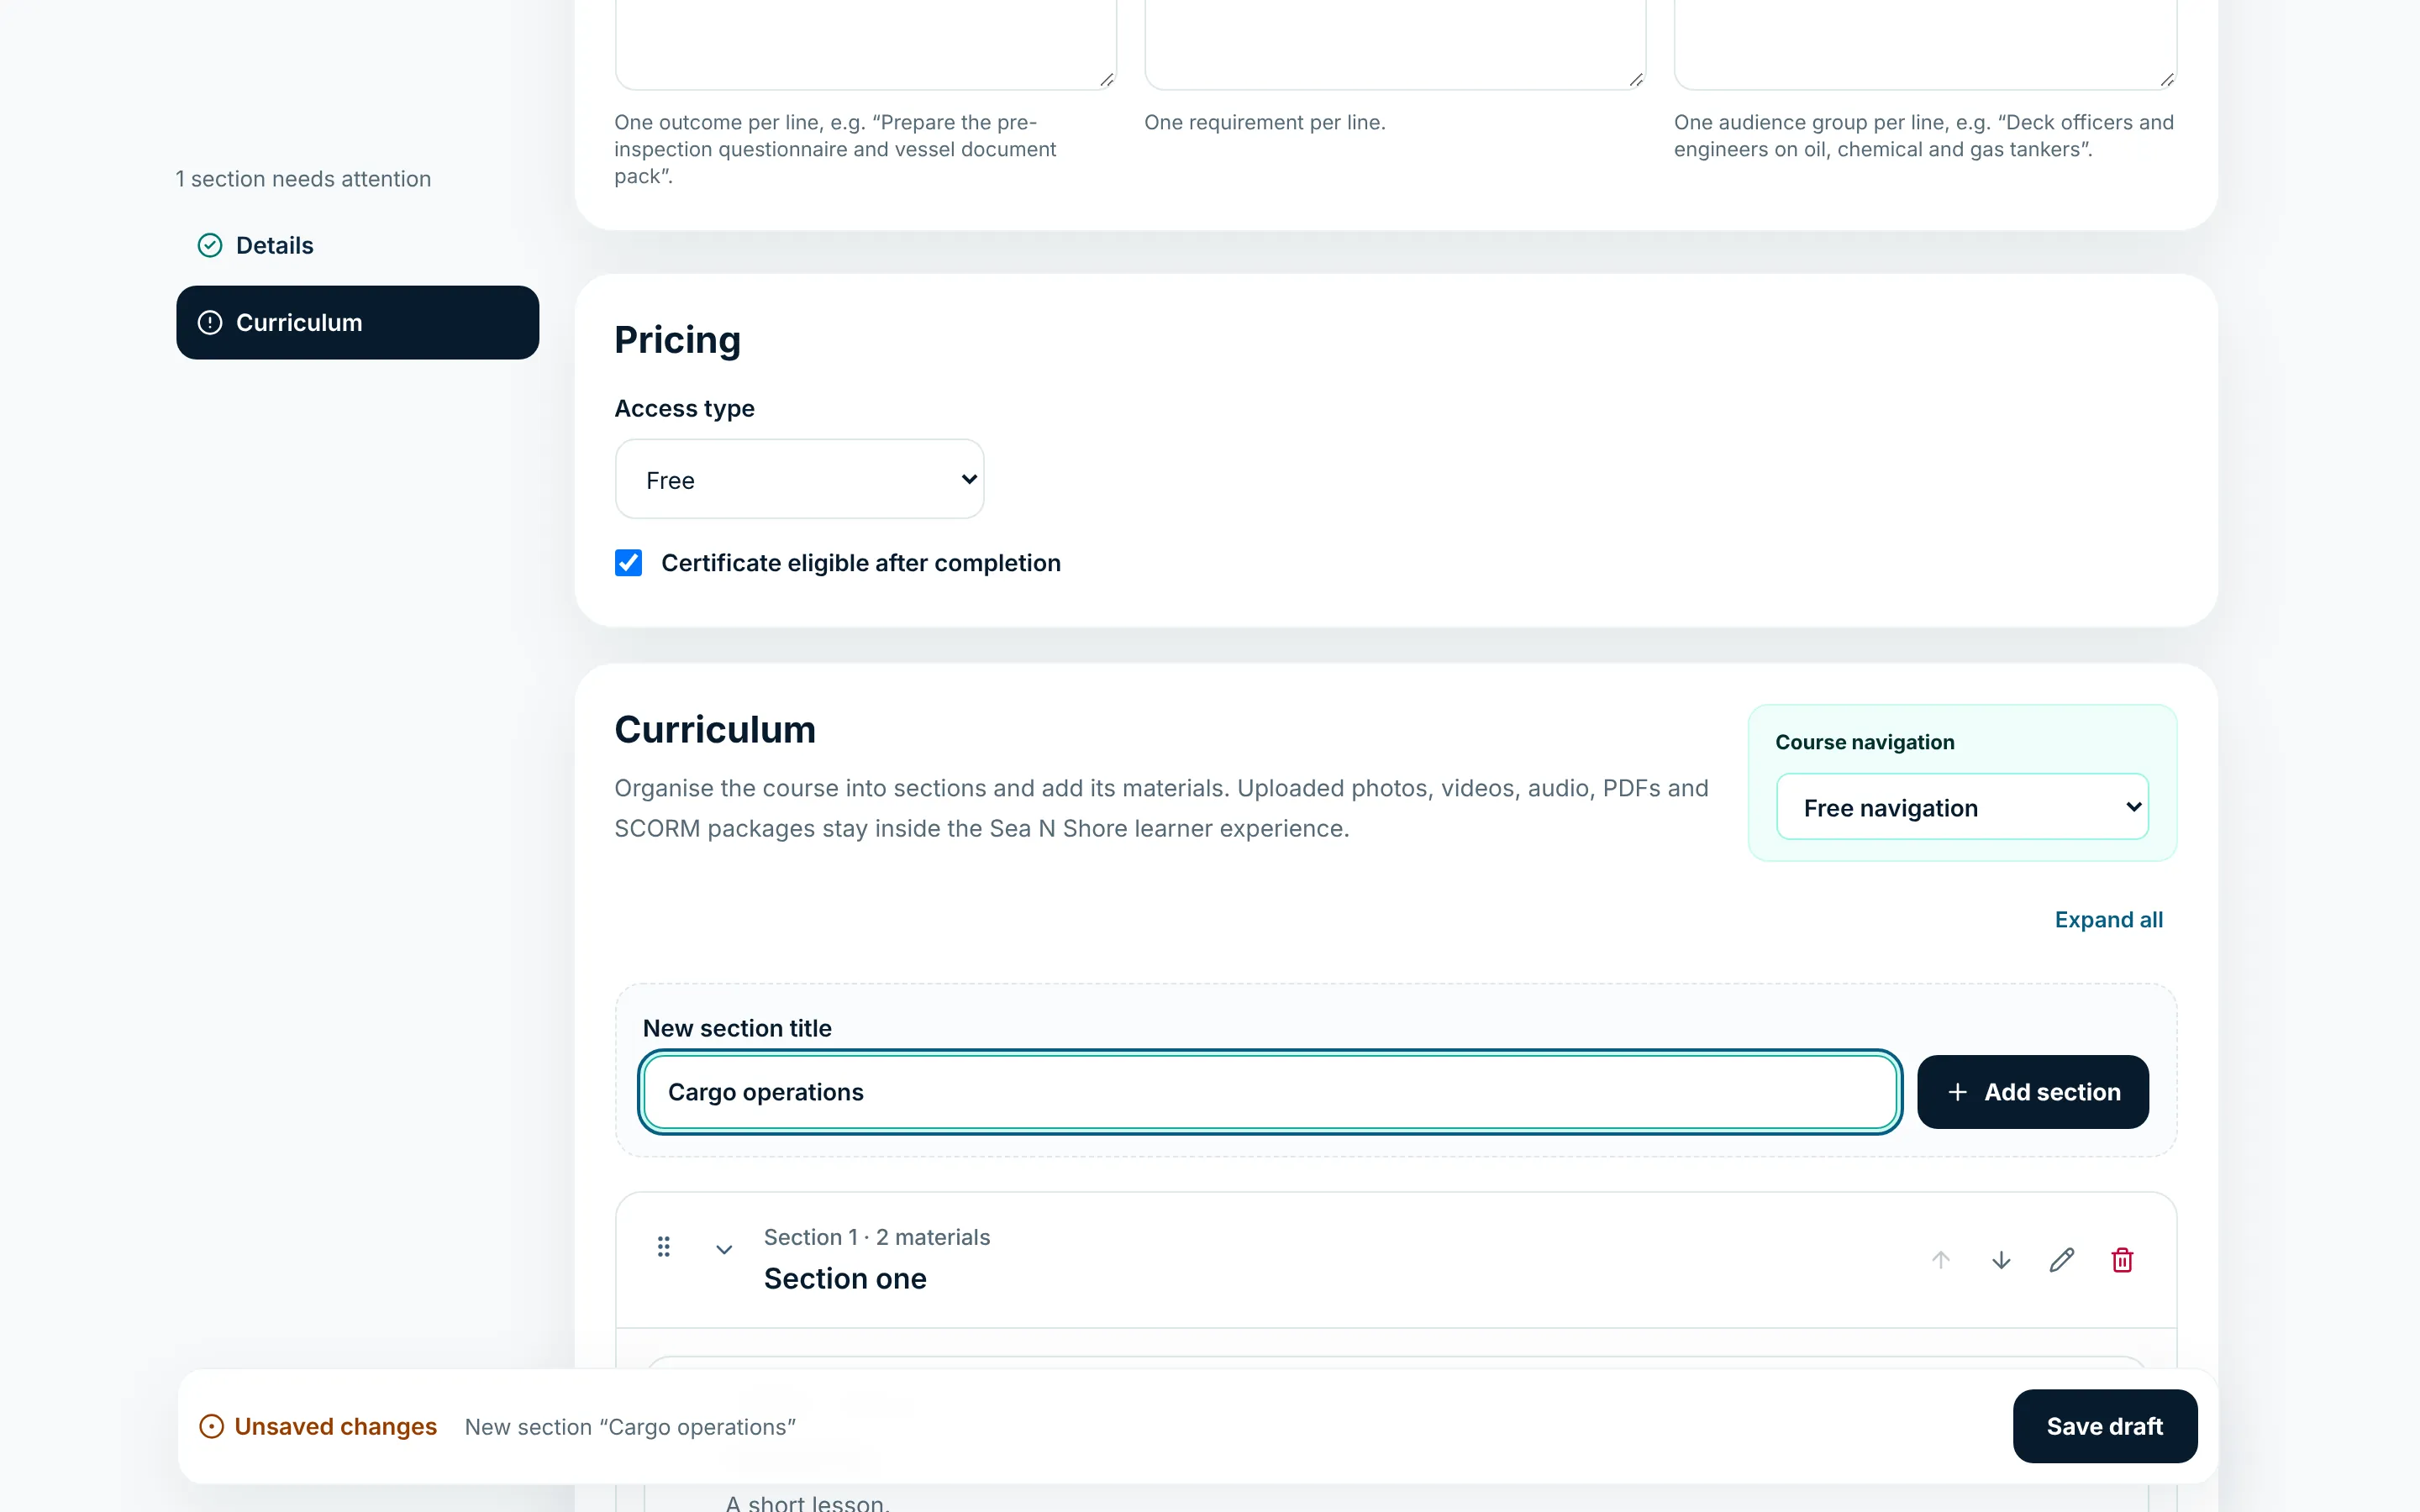 One outcome per line, e.g. “Prepare the pre-
inspection questionnaire and vessel document
pack”.
One requirement per line.
One audience group per line, e.g. “Deck officers and
engineers on oil, chemical and gas tankers”.
1 section needs attention
Details
Curriculum
Pricing
Access type
Free
Certificate eligible after completion
Curriculum
Organise the course into sections and add its materials. Uploaded photos, videos, audio, PDFs and
SCORM packages stay inside the Sea N Shore learner experience.
Course navigation
Free navigation
Expand all
New section title
Cargo operations
Add section
Section 1 · 2 materials
Section one
Unsaved changes
New section “Cargo operations”
Save draft
A short lesson.